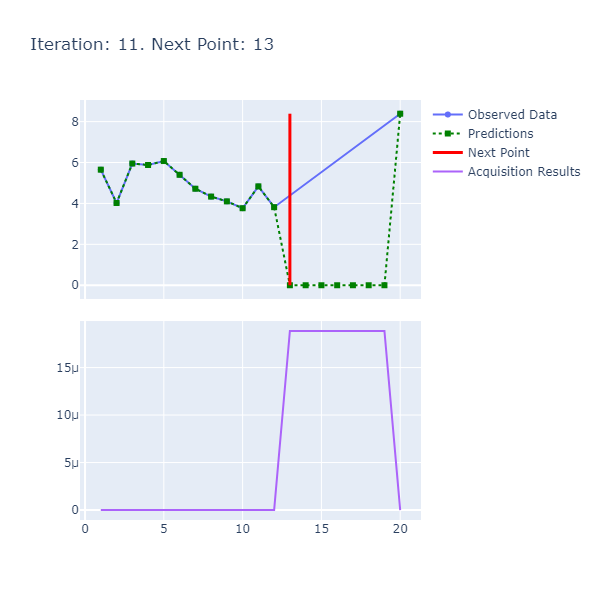 Iteration: 11. Next Point: 13
Observed Data
Predictions
Next Point
Acquisition Results
8
6
4
2
0
15μ
10μ
5μ
0
0 5 10 15 20